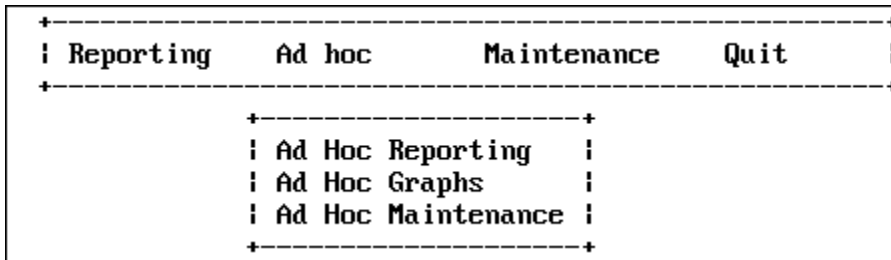 Reporting Ad hoc Maintenance Quit
Ad Hoc Reporting
Ad Hoc Graphs
Ad Hoc Maintenance